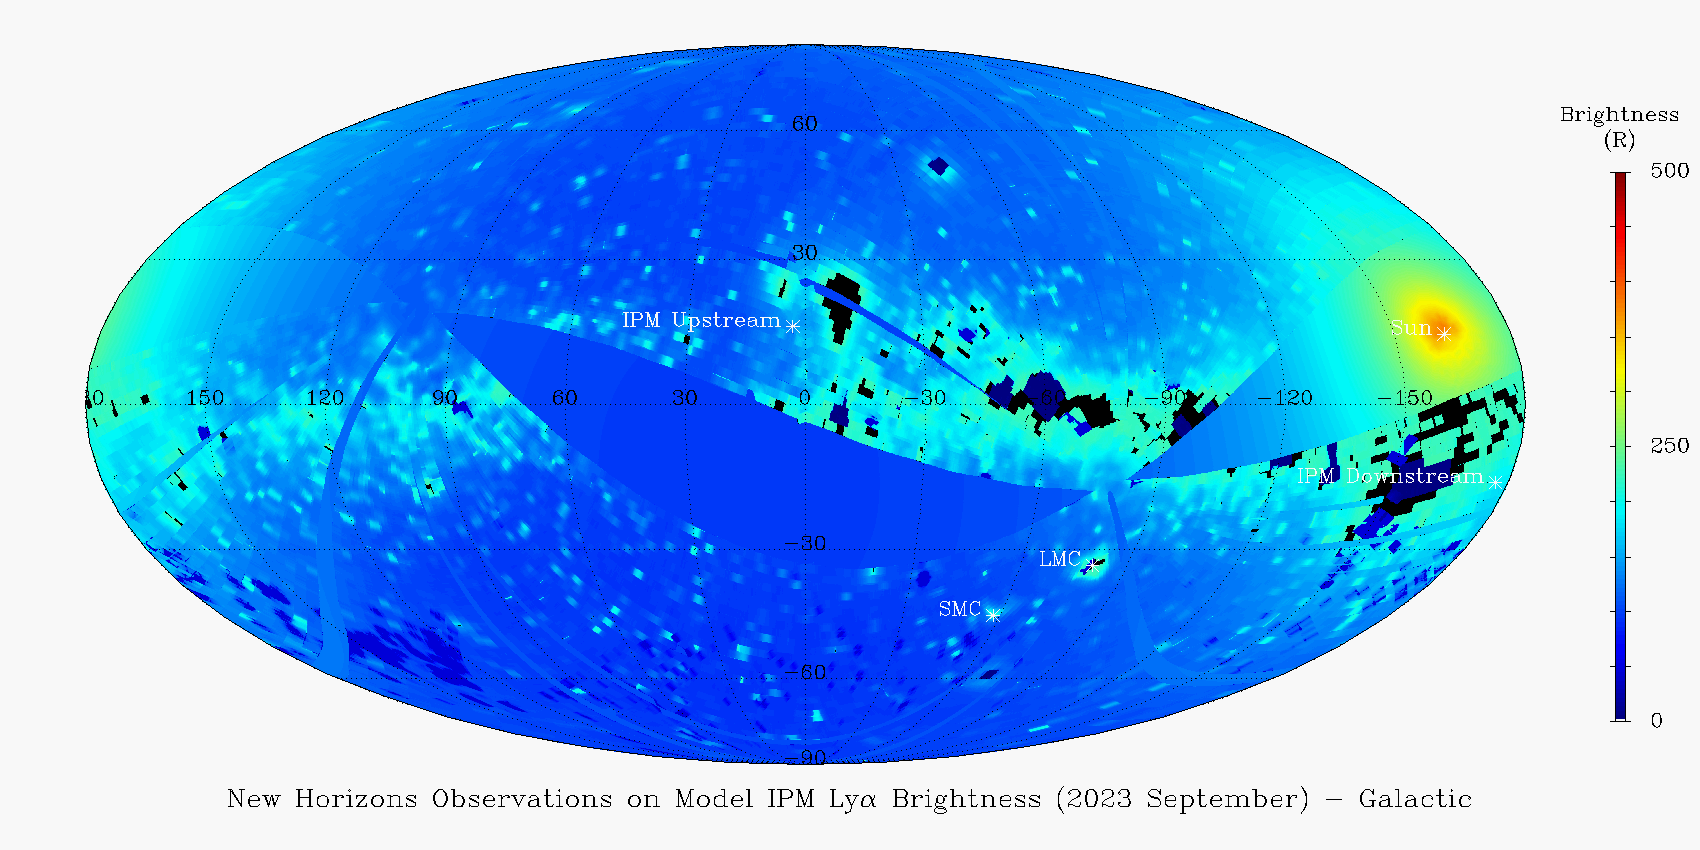 Brightness
(R)
500
60
30
IPM Upstream
Sun
80 150 120 90 60 30 0 −30 −60 −90 −120 −150
250
IPM Downstream
−30
LMC
SMC
−60
0
−90
New Horizons Observations on Model IPM Lyα Brightness (2023 September) − Galactic